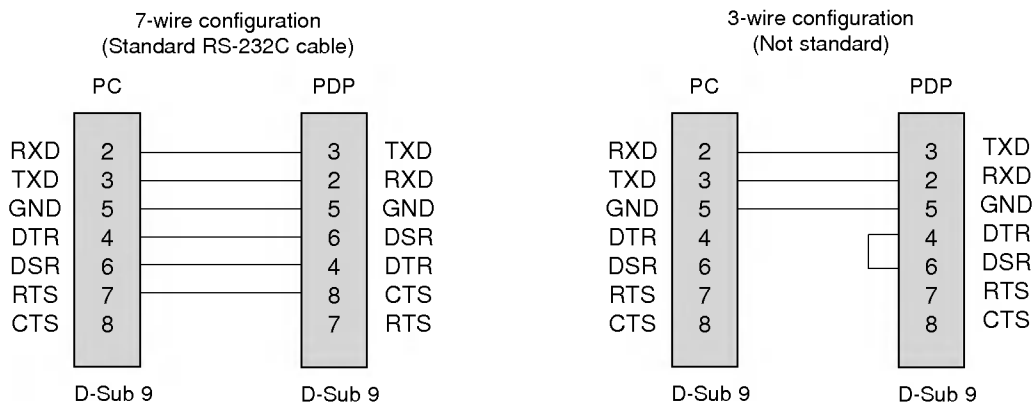 7-wire configuration
(Standard RS-232C cable)
PC PDP
RXD 2 3 TXD
TXD 3 2 RXD
GND 5 5 GND
DTR 4 6 DSR
DSR 6 4 DTR
RTS 7 8 CTS
CTS 8 7 RTS
D-Sub 9 D-Sub 9
3-wire configuration
(Not standard)
PC PDP
RXD 2 3 TXD
TXD 3 2 RXD
GND 5 5 GND
DTR 4 4 DTR
DSR 6 6 DSR
RTS 7 7 RTS
CTS 8 8 CTS
D-Sub 9 D-Sub 9